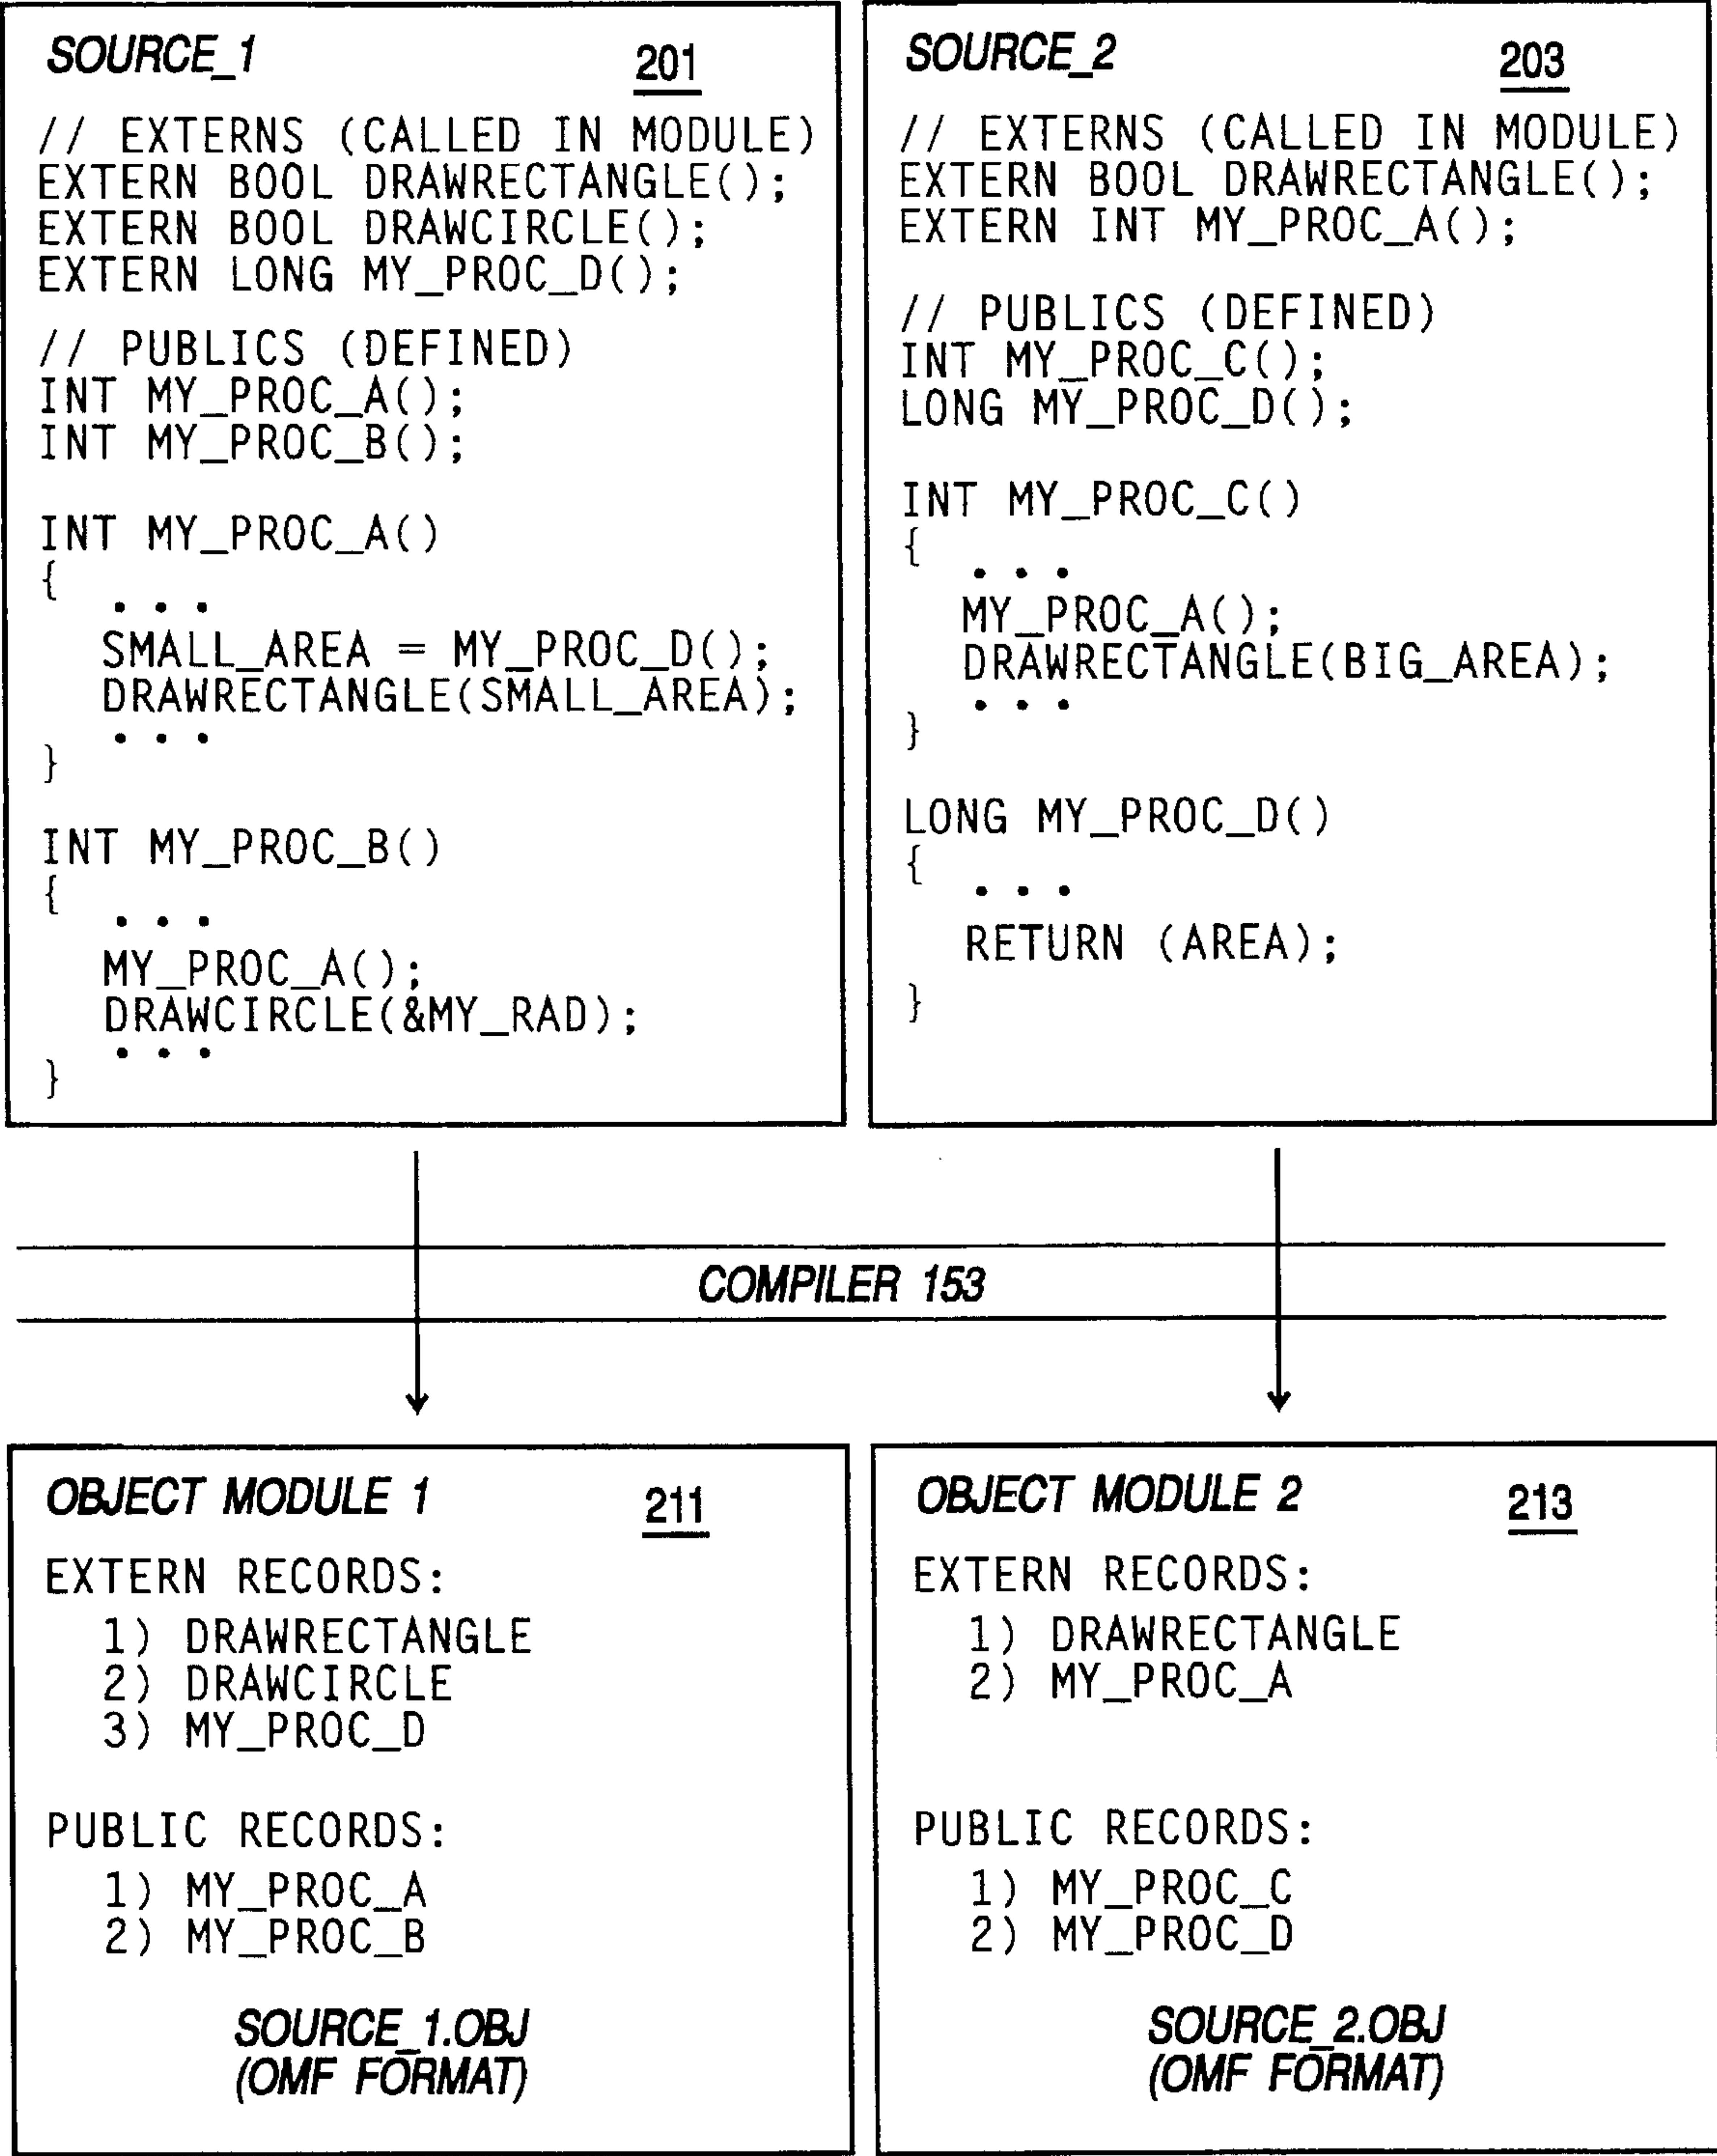 SOURCE_1 201
// EXTERNS (CALLED IN MODULE)
EXTERN BOOL DRAWRECTANGLE();
EXTERN BOOL DRAWCIRCLE();
EXTERN LONG MY_PROC_D();
// PUBLICS (DEFINED)
INT MY_PROC_A();
INT MY_PROC_B();
INT MY_PROC_A()
{
• • •
SMALL_AREA = MY_PROC_D();
DRAWRECTANGLE(SMALL_AREA);
• • •
}
INT MY_PROC_B()
{
• • •
MY_PROC_A();
DRAWCIRCLE(&MY_RAD);
• • •
}
SOURCE_2 203
// EXTERNS (CALLED IN MODULE)
EXTERN BOOL DRAWRECTANGLE();
EXTERN INT MY_PROC_A();
// PUBLICS (DEFINED)
INT MY_PROC_C();
LONG MY_PROC_D();
INT MY_PROC_C()
{
• • •
MY_PROC_A();
DRAWRECTANGLE(BIG_AREA);
• • •
}
LONG MY_PROC_D()
{
• • •
RETURN (AREA);
}
COMPILER 153
OBJECT MODULE 1 211
EXTERN RECORDS:
1) DRAWRECTANGLE
2) DRAWCIRCLE
3) MY_PROC_D
PUBLIC RECORDS:
1) MY_PROC_A
2) MY_PROC_B
SOURCE_1.OBJ
(OMF FORMAT)
OBJECT MODULE 2 213
EXTERN RECORDS:
1) DRAWRECTANGLE
2) MY_PROC_A
PUBLIC RECORDS:
1) MY_PROC_C
2) MY_PROC_D
SOURCE_2.OBJ
(OMF FORMAT)